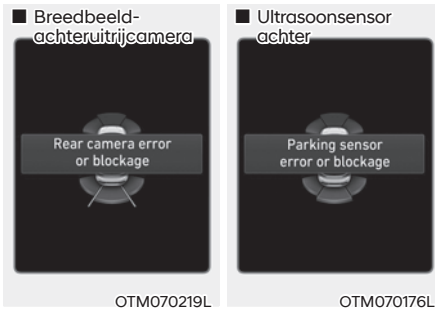 ■ Breedbeeld-
achteruitrijcamera
Rear camera error
or blockage
OTM070219L
■ Ultrasoonsensor
achter
Parking sensor
error or blockage
OTM070176L